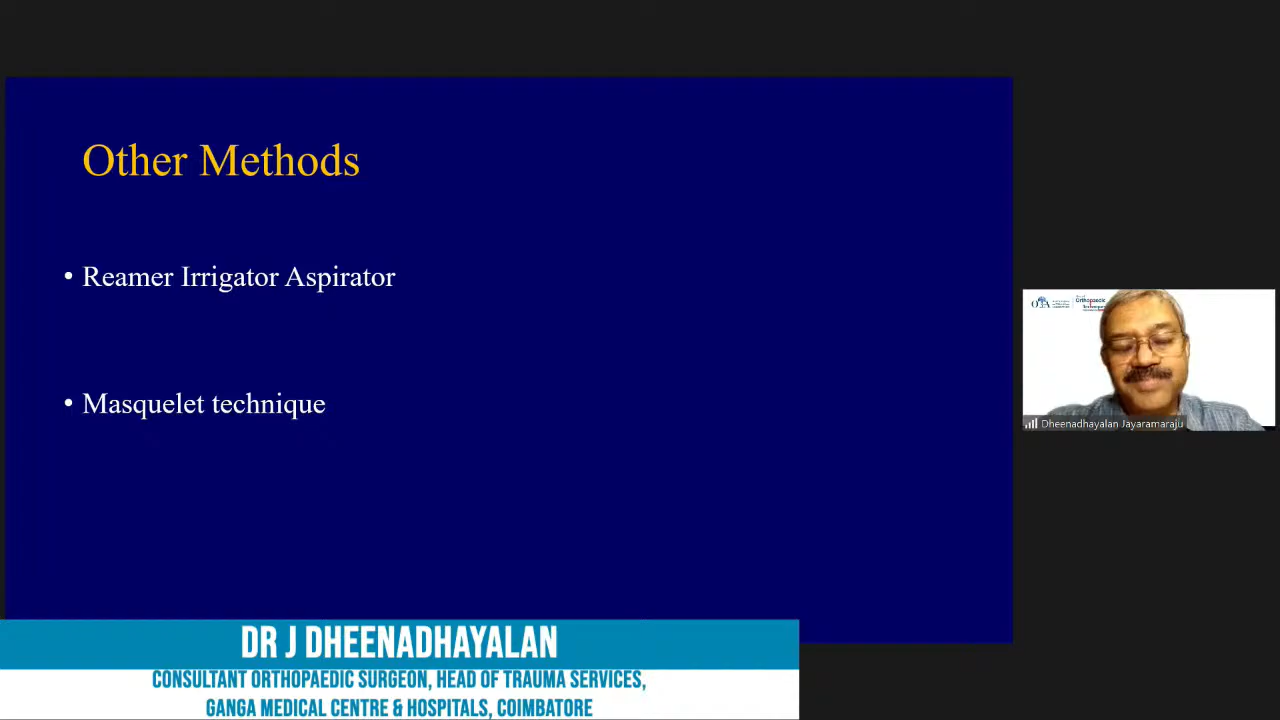 Other Methods
• Reamer Irrigator Aspirator
• Masquelet technique
Orthopaedic
Dheenadhayalan Jayaramaraju
DR J DHEENADHAYALAN
CONSULTANT ORTHOPAEDIC SURGEON, HEAD OF TRAUMA SERVICES,
GANGA MEDICAL CENTRE & HOSPITALS, COIMBATORE